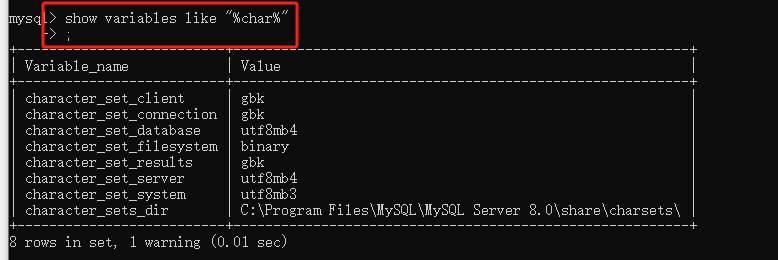 mysql> show variables like "%char%"
    -> ;
+--------------------------+---------------------------------------------------------+
| Variable_name            | Value                                                   |
+--------------------------+---------------------------------------------------------+
| character_set_client     | gbk                                                     |
| character_set_connection | gbk                                                     |
| character_set_database   | utf8mb4                                                 |
| character_set_filesystem | binary                                                  |
| character_set_results    | gbk                                                     |
| character_set_server     | utf8mb4                                                 |
| character_set_system     | utf8mb3                                                 |
| character_sets_dir       | C:\Program Files\MySQL\MySQL Server 8.0\share\charsets\ |
+--------------------------+---------------------------------------------------------+
8 rows in set, 1 warning (0.01 sec)